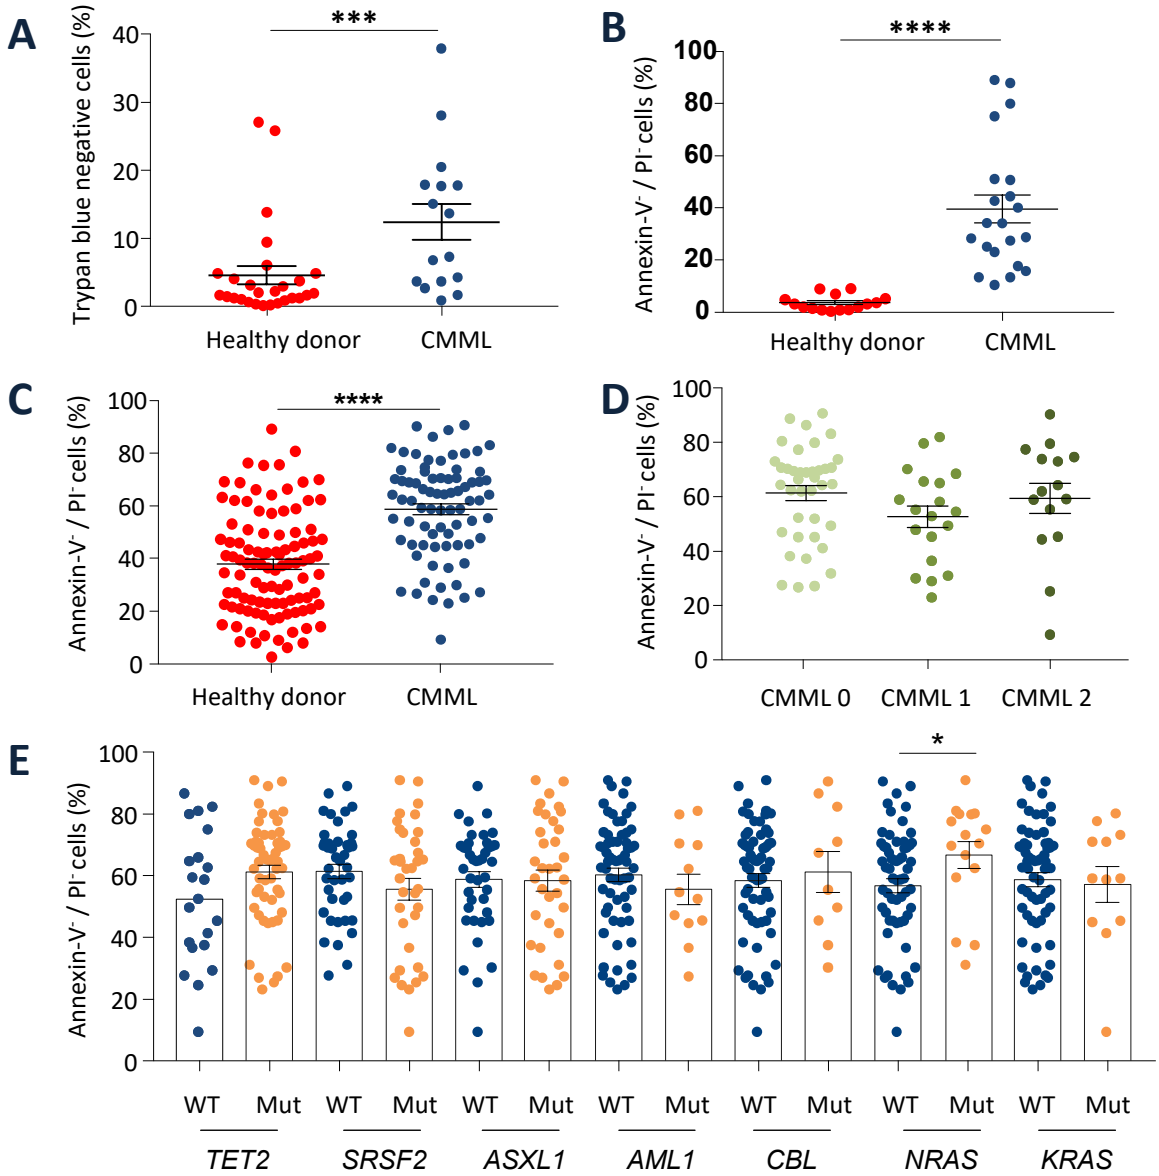 A
Trypan blue negative cells (%)
***
40
30
20
10
0
Healthy donor CMML
B
Annexin-V⁻ / PI⁻ cells (%)
****
100
80
60
40
20
0
Healthy donor CMML
C
Annexin-V⁻ / PI⁻ cells (%)
****
100
80
60
40
20
0
Healthy donor CMML
D
Annexin-V⁻ / PI⁻ cells (%)
100
80
60
40
20
0
CMML 0 CMML 1 CMML 2
E
Annexin-V⁻ / PI⁻ cells (%)
*
100
80
60
40
20
0
WT Mut WT Mut WT Mut WT Mut WT Mut WT Mut WT Mut
TET2 SRSF2 ASXL1 AML1 CBL NRAS KRAS